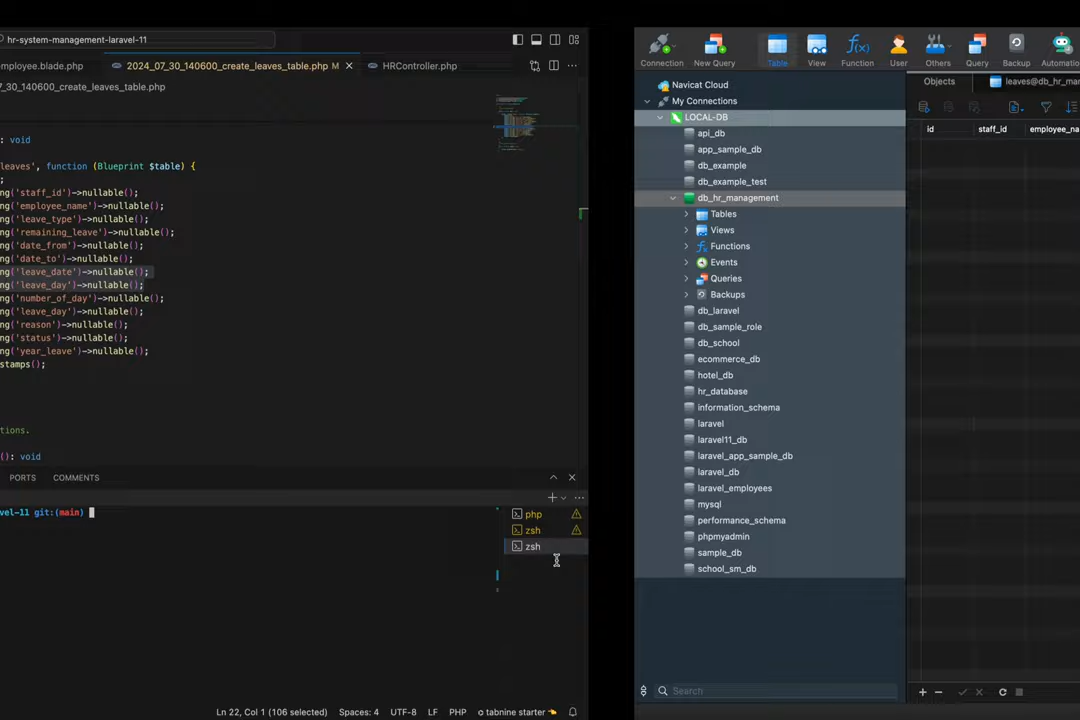 hr-system-management-laravel-11
employee.blade.php
2024_07_30_140600_create_leaves_table.php M
HRController.php
_07_30_140600_create_leaves_table.php
: void
leaves', function (Blueprint $table) {
;
ng('staff_id')->nullable();
ng('employee_name')->nullable();
ng('leave_type')->nullable();
ng('remaining_leave')->nullable();
ng('date_from')->nullable();
ng('date_to')->nullable();
ng('leave_date')->nullable();
ng('leave_day')->nullable();
ng('number_of_day')->nullable();
ng('leave_day')->nullable();
ng('reason')->nullable();
ng('status')->nullable();
ng('year_leave')->nullable();
stamps();
tions.
(): void
PORTS COMMENTS
vel-11 git:(main)
php
zsh
zsh
Ln 22, Col 1 (106 selected) Spaces: 4 UTF-8 LF PHP tabnine starter
Connection New Query Table View Function User Others Query Backup Automatio
Navicat Cloud
My Connections
LOCAL-DB
api_db
app_sample_db
db_example
db_example_test
db_hr_management
Tables
Views
Functions
Events
Queries
Backups
db_laravel
db_sample_role
db_school
ecommerce_db
hotel_db
hr_database
information_schema
laravel
laravel11_db
laravel_app_sample_db
laravel_db
laravel_employees
mysql
performance_schema
phpmyadmin
sample_db
school_sm_db
Search
Objects leaves@db_hr_mar
id staff_id employee_na